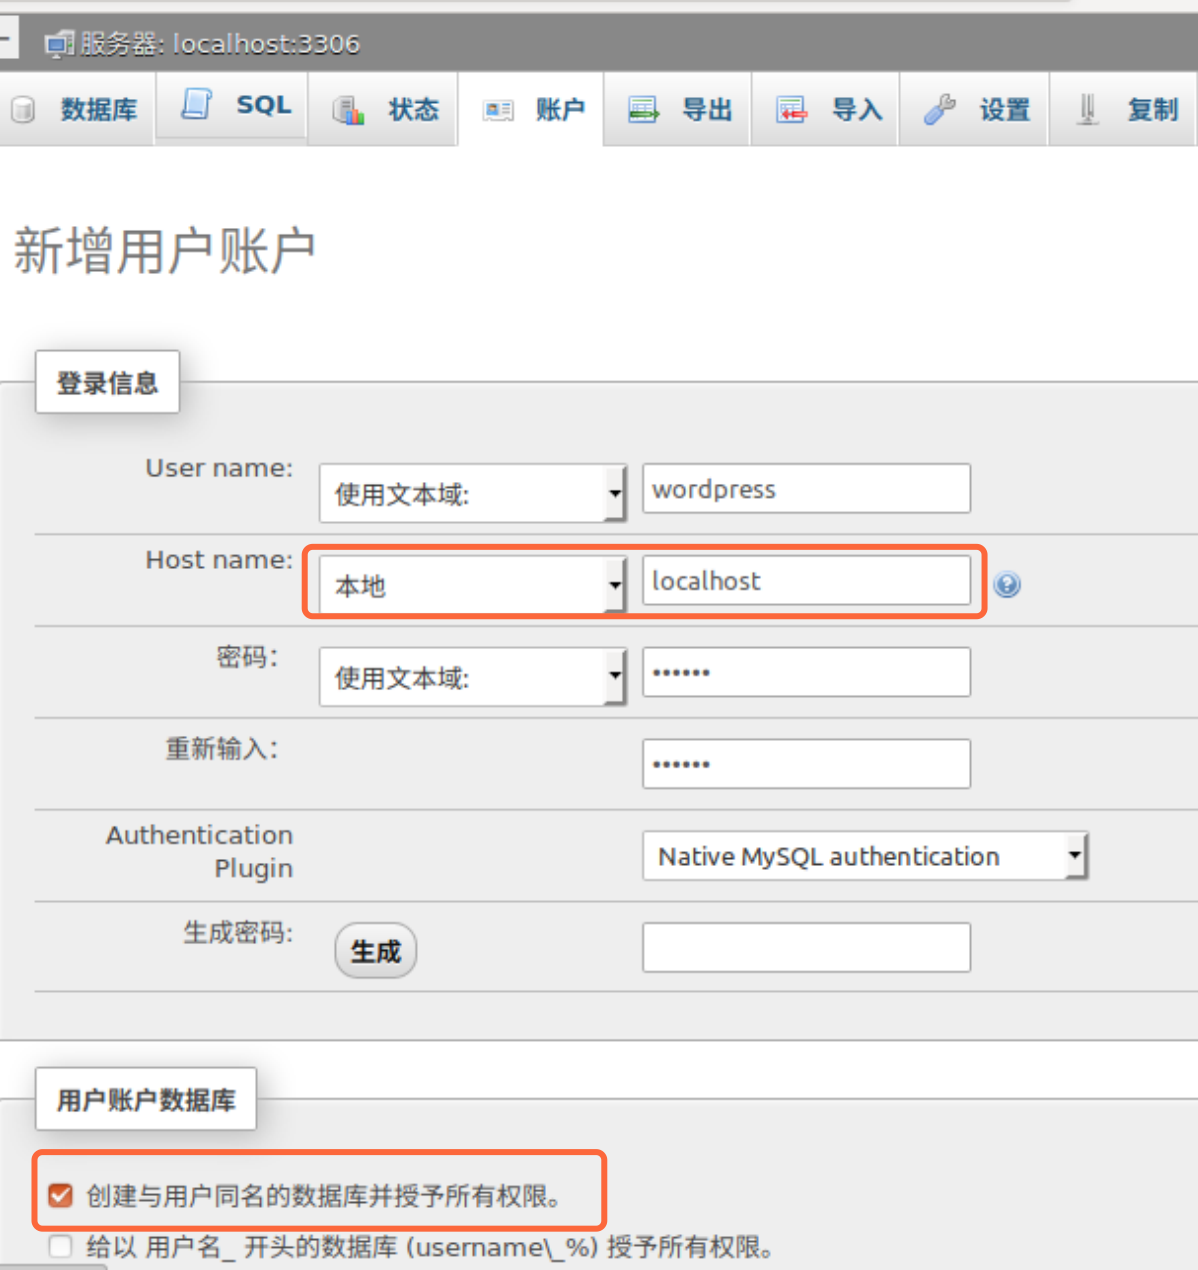 服务器: localhost:3306
数据库 SQL 状态 账户 导出 导入 设置 复制
新增用户账户
登录信息
User name: 使用文本域: wordpress
Host name: 本地 localhost
密码： 使用文本域: ••••••
重新输入： ••••••
Authentication
Plugin
Native MySQL authentication
生成密码: 生成
用户账户数据库
创建与用户同名的数据库并授予所有权限。
给以 用户名_ 开头的数据库 (username\_%) 授予所有权限。